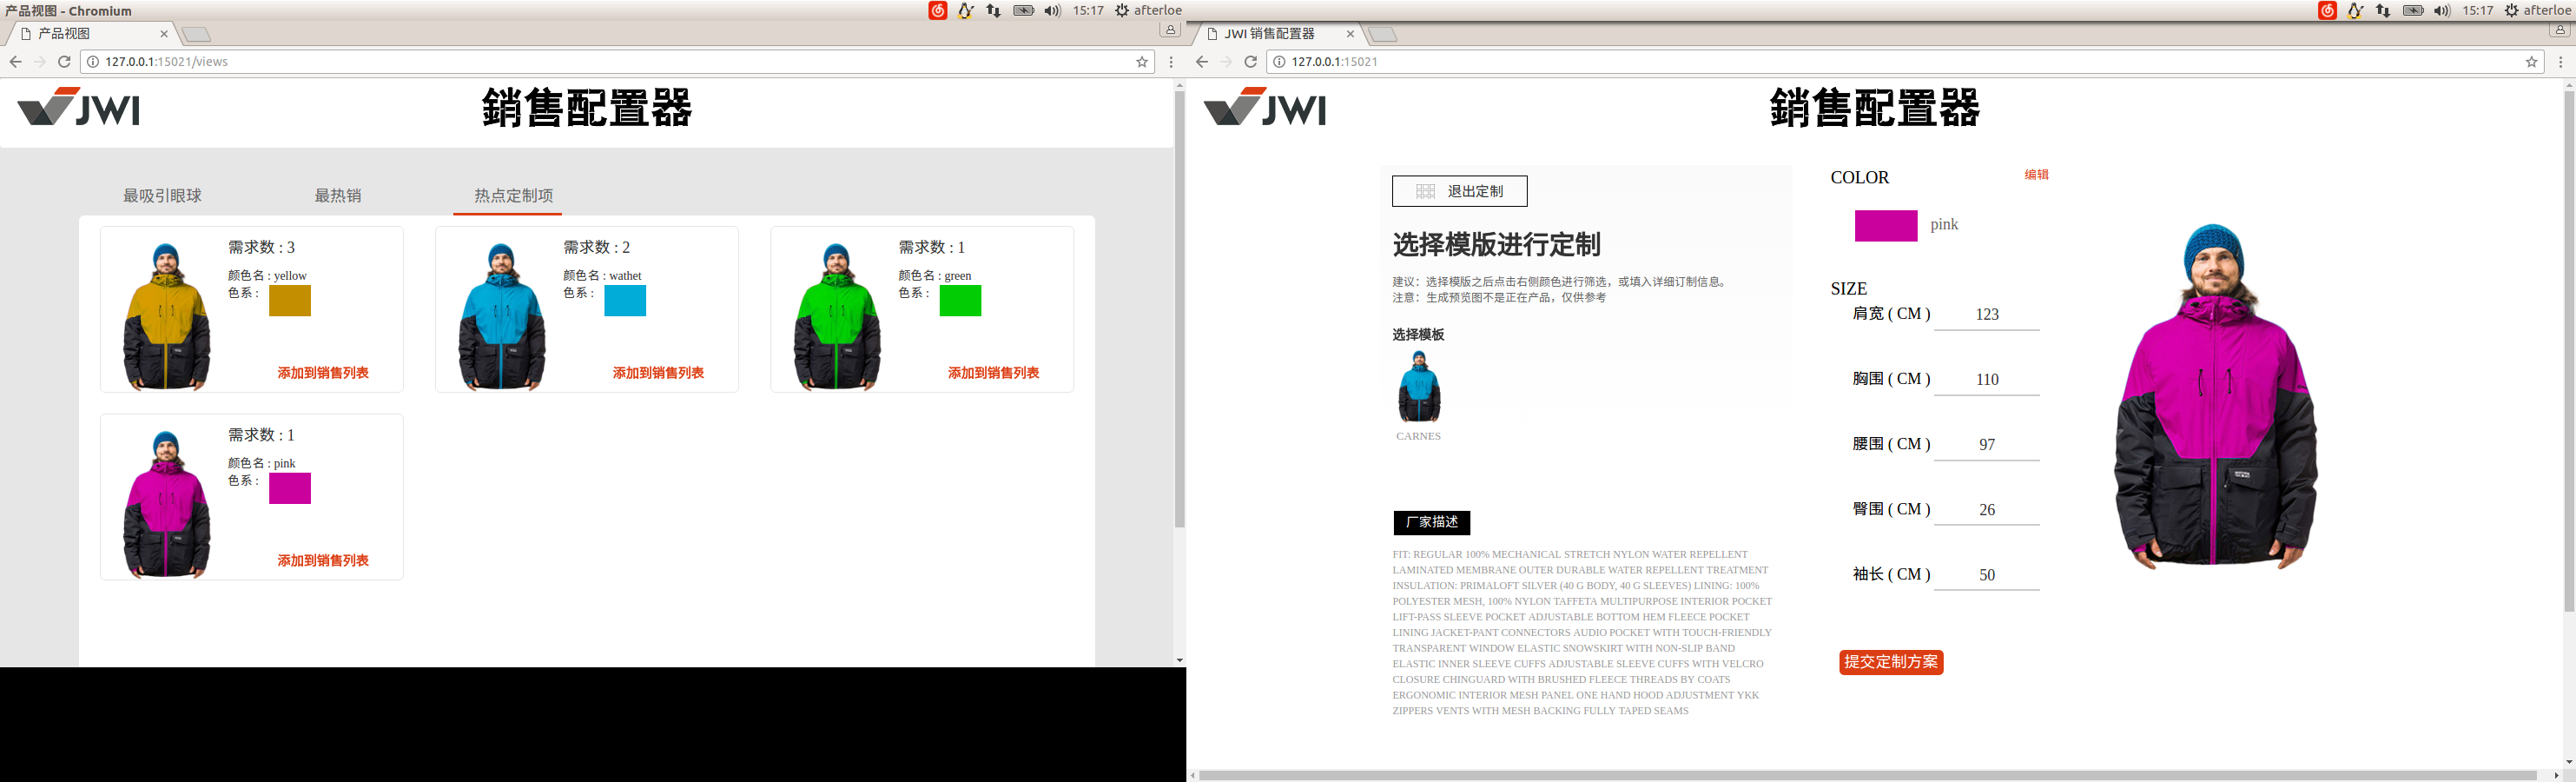 产品视图 - Chromium
15:17
afterloe
产品视图
127.0.0.1:15021/views
JWI
銷售配置器
最吸引眼球
最热销
热点定制项
需求数 : 3
颜色名 : yellow
色系 :
添加到销售列表
需求数 : 2
颜色名 : wathet
色系 :
添加到销售列表
需求数 : 1
颜色名 : green
色系 :
添加到销售列表
需求数 : 1
颜色名 : pink
色系 :
添加到销售列表
15:17
afterloe
JWI 销售配置器
127.0.0.1:15021
JWI
銷售配置器
退出定制
选择模版进行定制
建议：选择模版之后点击右侧颜色进行筛选，或填入详细订制信息。
注意：生成预览图不是正在产品，仅供参考
选择模板
CARNES
厂家描述
FIT: REGULAR 100% MECHANICAL STRETCH NYLON WATER REPELLENT
LAMINATED MEMBRANE OUTER DURABLE WATER REPELLENT TREATMENT
INSULATION: PRIMALOFT SILVER (40 G BODY, 40 G SLEEVES) LINING: 100%
POLYESTER MESH, 100% NYLON TAFFETA MULTIPURPOSE INTERIOR POCKET
LIFT-PASS SLEEVE POCKET ADJUSTABLE BOTTOM HEM FLEECE POCKET
LINING JACKET-PANT CONNECTORS AUDIO POCKET WITH TOUCH-FRIENDLY
TRANSPARENT WINDOW ELASTIC SNOWSKIRT WITH NON-SLIP BAND
ELASTIC INNER SLEEVE CUFFS ADJUSTABLE SLEEVE CUFFS WITH VELCRO
CLOSURE CHINGUARD WITH BRUSHED FLEECE THREADS BY COATS
ERGONOMIC INTERIOR MESH PANEL ONE HAND HOOD ADJUSTMENT YKK
ZIPPERS VENTS WITH MESH BACKING FULLY TAPED SEAMS
COLOR
编辑
pink
SIZE
肩宽 ( CM ) 123
胸围 ( CM ) 110
腰围 ( CM ) 97
臀围 ( CM ) 26
袖长 ( CM ) 50
提交定制方案